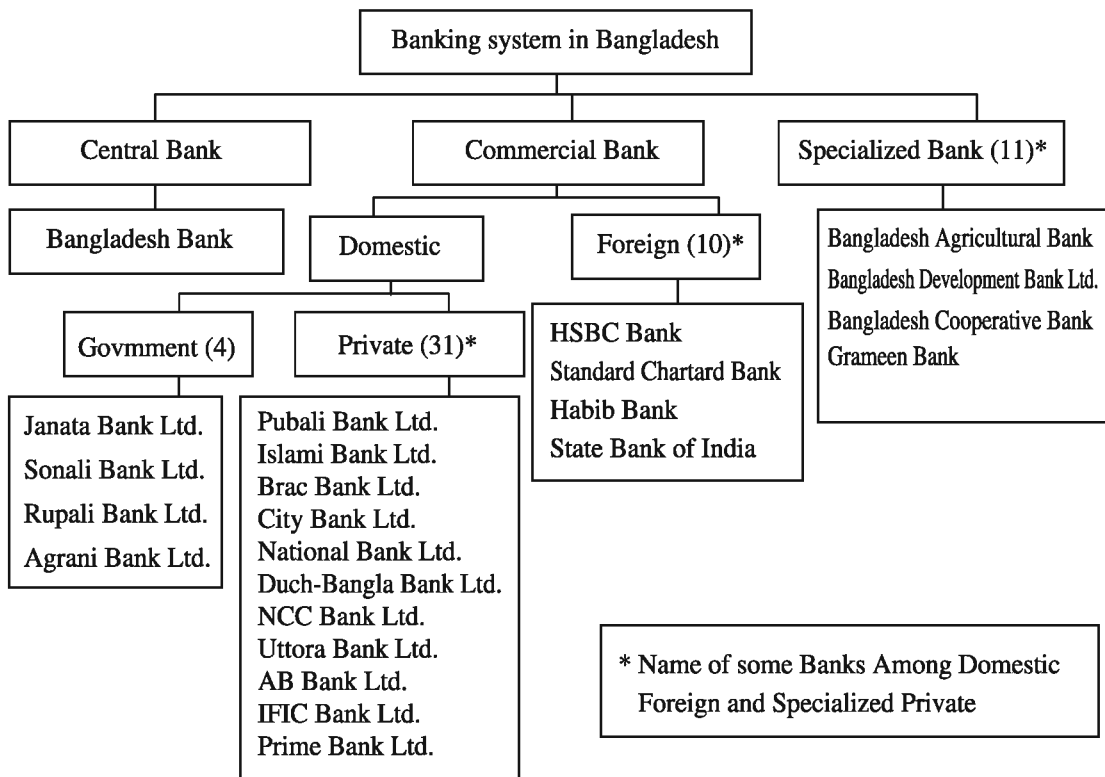 Banking system in Bangladesh
Central Bank
Commercial Bank
Specialized Bank (11)*
Bangladesh Bank
Domestic
Foreign (10)*
Bangladesh Agricultural Bank
Bangladesh Development Bank Ltd.
Bangladesh Cooperative Bank
Grameen Bank
Govmment (4)
Private (31)*
HSBC Bank
Standard Chartard Bank
Habib Bank
State Bank of India
Janata Bank Ltd.
Sonali Bank Ltd.
Rupali Bank Ltd.
Agrani Bank Ltd.
Pubali Bank Ltd.
Islami Bank Ltd.
Brac Bank Ltd.
City Bank Ltd.
National Bank Ltd.
Duch-Bangla Bank Ltd.
NCC Bank Ltd.
Uttora Bank Ltd.
AB Bank Ltd.
IFIC Bank Ltd.
Prime Bank Ltd.
* Name of some Banks Among Domestic
Foreign and Specialized Private